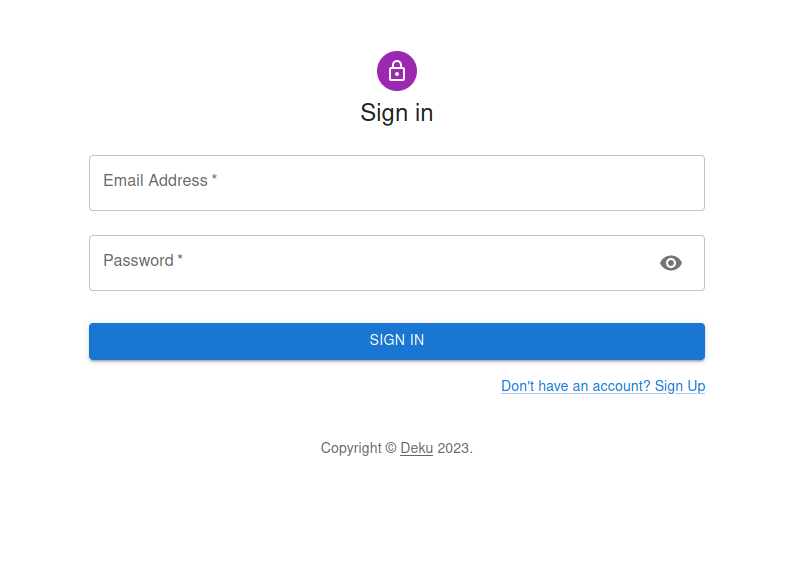 Sign in
Email Address *
Password *
SIGN IN
Don't have an account? Sign Up
Copyright © Deku 2023.